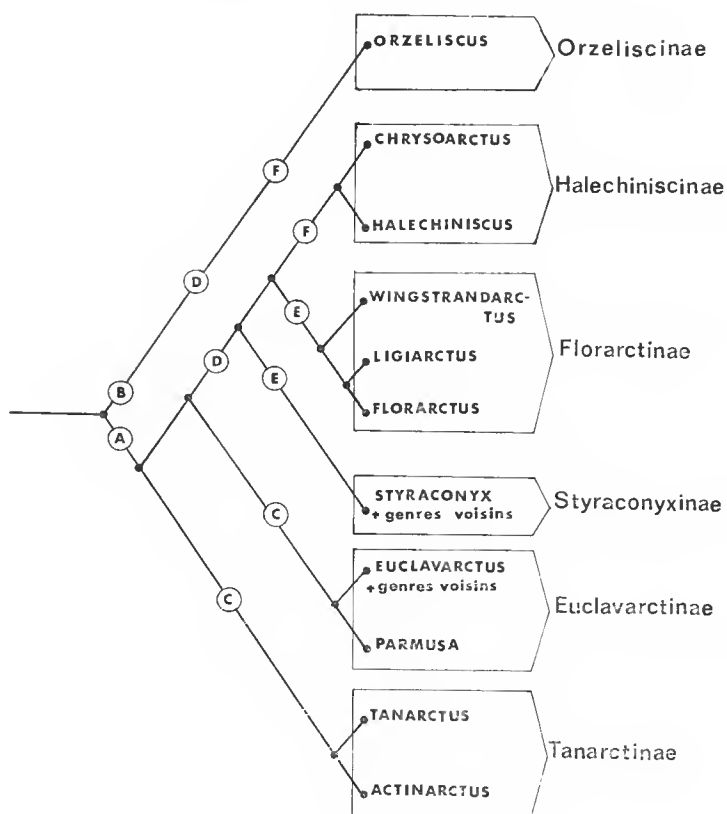 ORZELISCUS
Orzeliscinae
F
CHRYSOARCTUS
Halechiniscinae
HALECHINISCUS
F
D
WINGSTRANDARC-
TUS
E
LIGIARCTUS
Florarctinae
D
E
FLORARCTUS
B
A
STYRACONYX
+ genres voisins
Styraconyxinae
C
EUCLAVARCTUS
+ genres voisins
Euclavarctinae
C
PARMUSA
TANARCTUS
Tanarctinae
ACTINARCTUS